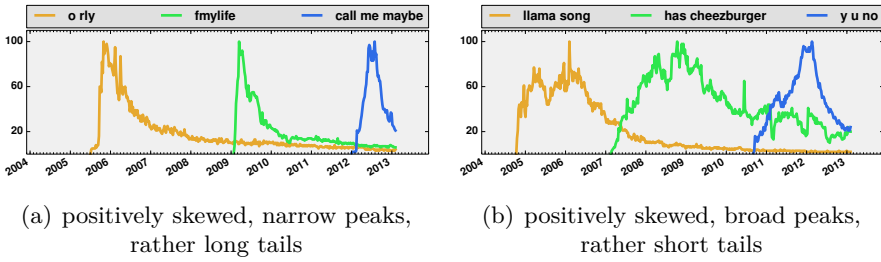 o rly fmylife call me maybe
100
60
20
2004 2005 2006 2007 2008 2009 2010 2011 2012 2013
(a) positively skewed, narrow peaks,
rather long tails
llama song has cheezburger y u no
100
60
20
2004 2005 2006 2007 2008 2009 2010 2011 2012 2013
(b) positively skewed, broad peaks,
rather short tails